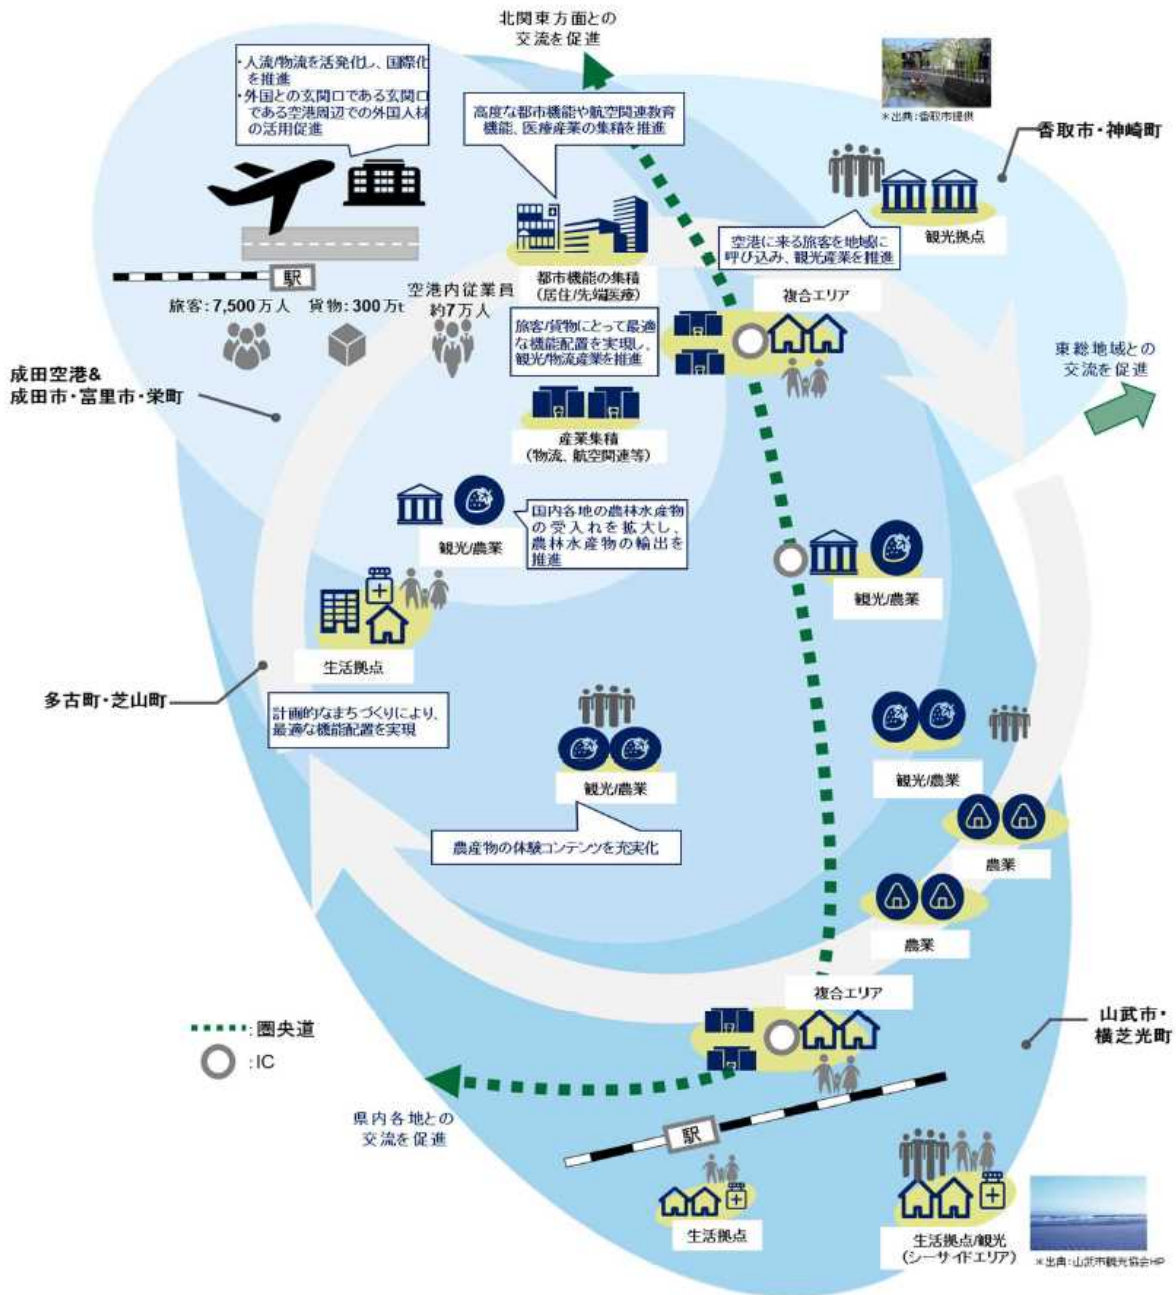 北関東方面との
交流を促進
・人流/物流を活発化し、国際化
を推進
・外国との玄関口である玄関口
である空港周辺での外国人材
の活用促進
高度な都市機能や航空関連教育
機能、医療産業の集積を推進
＊出典：香取市提供
香取市・神崎町
観光拠点
空港に来る旅客を地域に
呼び込み、観光産業を推進
駅
旅客：7,500万人
貨物：300万t
空港内従業員
約7万人
都市機能の集積
（居住/先端医療）
複合エリア
旅客/貨物にとって最適
な機能配置を実現し、
観光/物流産業を推進
東総地域との
交流を促進
成田空港&
成田市・富里市・栄町
産業集積
（物流、航空関連等）
観光/農業
国内各地の農林水産物
の受入れを拡大し、
農林水産物の輸出を
推進
観光/農業
生活拠点
多古町・芝山町
計画的なまちづくりにより、
最適な機能配置を実現
観光/農業
観光/農業
農産物の体験コンテンツを充実化
農業
農業
複合エリア
山武市・
横芝光町
：圏央道
：IC
県内各地との
交流を促進
駅
生活拠点
生活拠点/観光
（シーサイドエリア）
＊出典：山武市観光協会HP